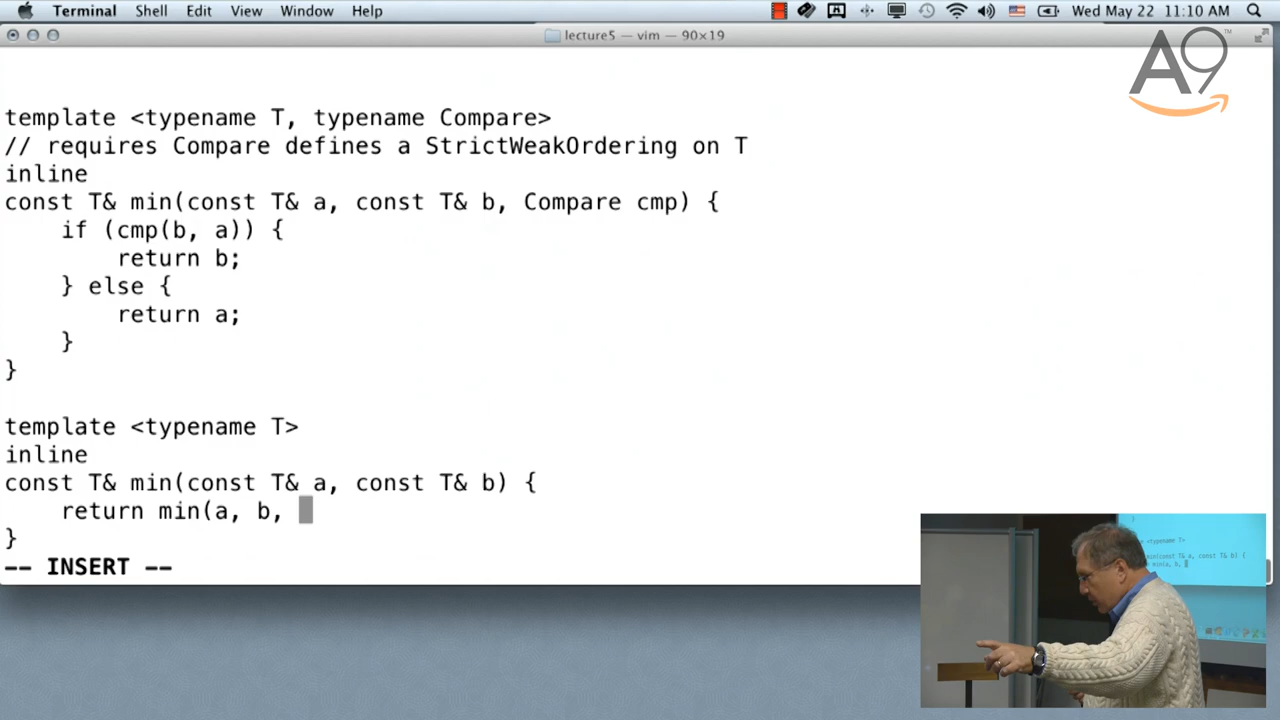 Terminal Shell Edit View Window Help Wed May 22 11:10 AM
lecture5 — vim — 90×19
A9™
template <typename T, typename Compare>
// requires Compare defines a StrictWeakOrdering on T
inline
const T& min(const T& a, const T& b, Compare cmp) {
    if (cmp(b, a)) {
        return b;
    } else {
        return a;
    }
}
template <typename T>
inline
const T& min(const T& a, const T& b) {
    return min(a, b,
}
-- INSERT --